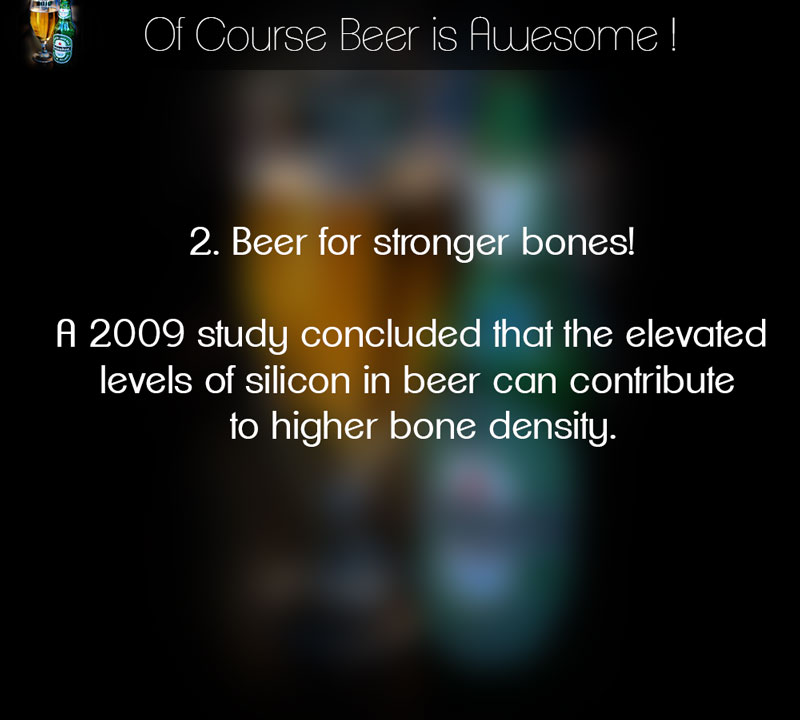 Of Course Beer is Awesome !
2. Beer for stronger bones!
A 2009 study concluded that the elevated
levels of silicon in beer can contribute
to higher bone density.